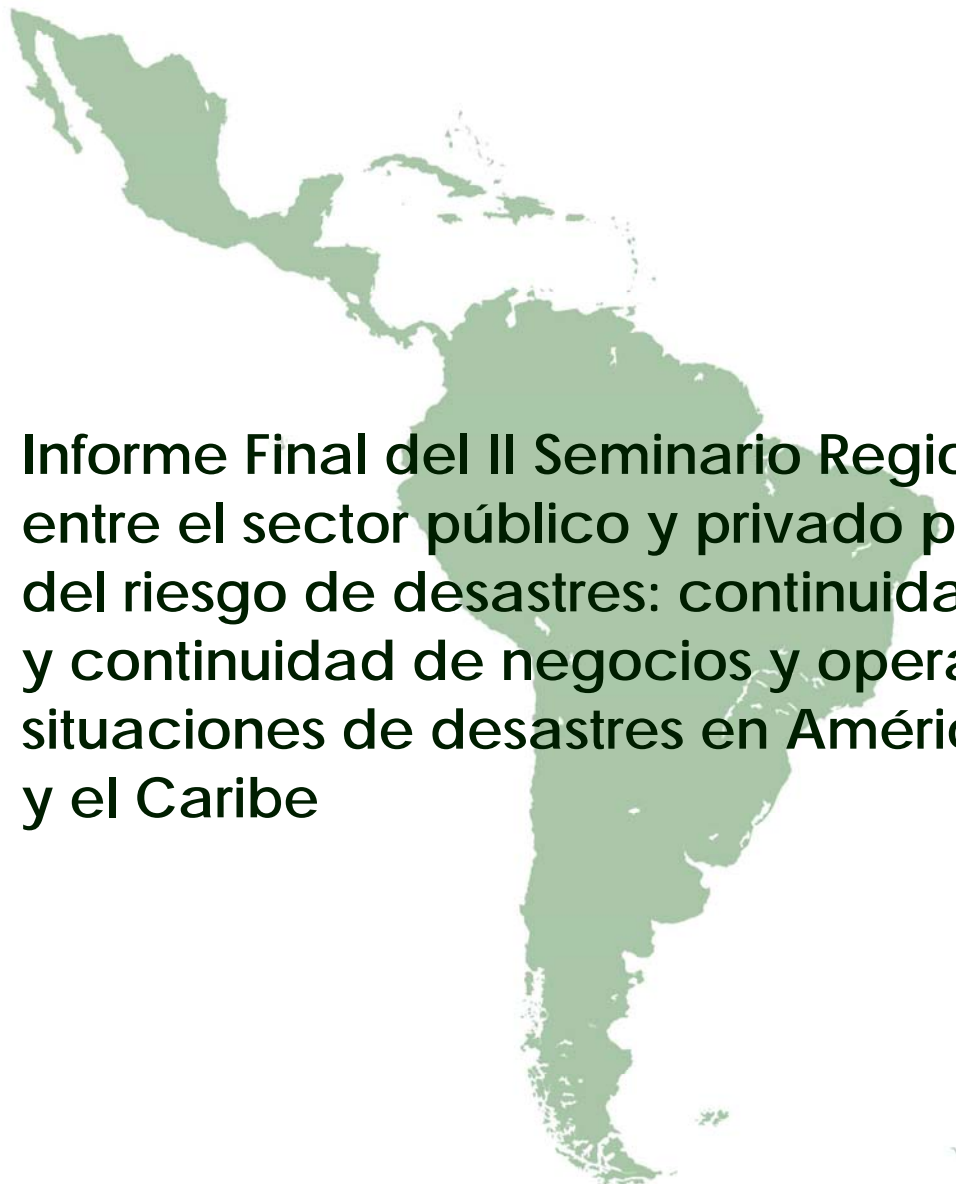 Informe Final del II Seminario Regio
entre el sector público y privado p
del riesgo de desastres: continuida
y continuidad de negocios y opera
situaciones de desastres en Améric
y el Caribe